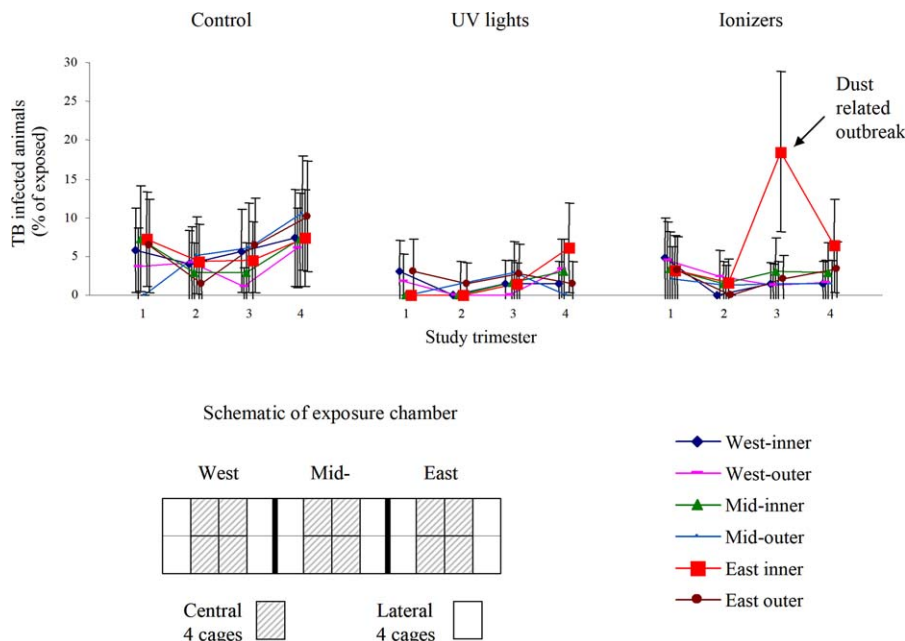 Control UV lights Ionizers
TB infected animals
(% of exposed)
30
25
20
15
10
5
0
Dust
related
outbreak
1 2 3 4 1 2 3 4 1 2 3 4
Study trimester
Schematic of exposure chamber
West Mid- East
Central
4 cages
Lateral
4 cages
West-inner
West-outer
Mid-inner
Mid-outer
East inner
East outer